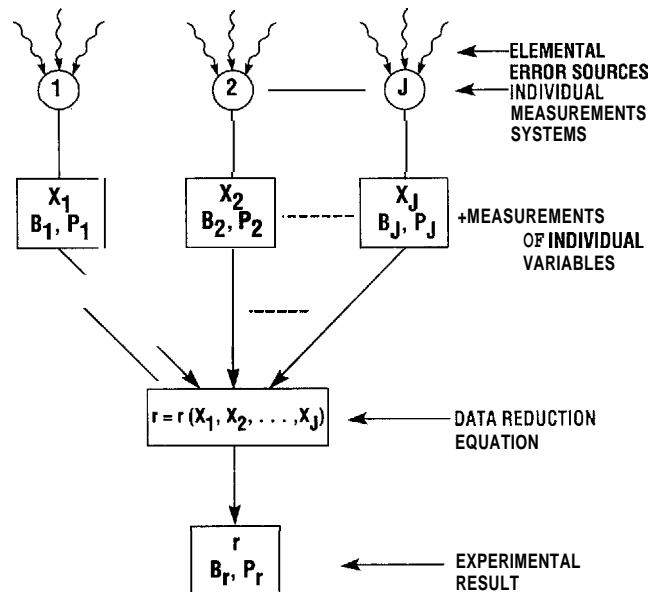 ELEMENTAL
ERROR SOURCES
1
2
J
INDIVIDUAL
MEASUREMENTS
SYSTEMS
X1
B1, P1
X2
B2, P2
XJ
BJ, PJ
+MEASUREMENTS
OF INDIVIDUAL
VARIABLES
r = r (X1, X2, . . . ,XJ)
DATA REDUCTION
EQUATION
r
Br, Pr
EXPERIMENTAL
RESULT